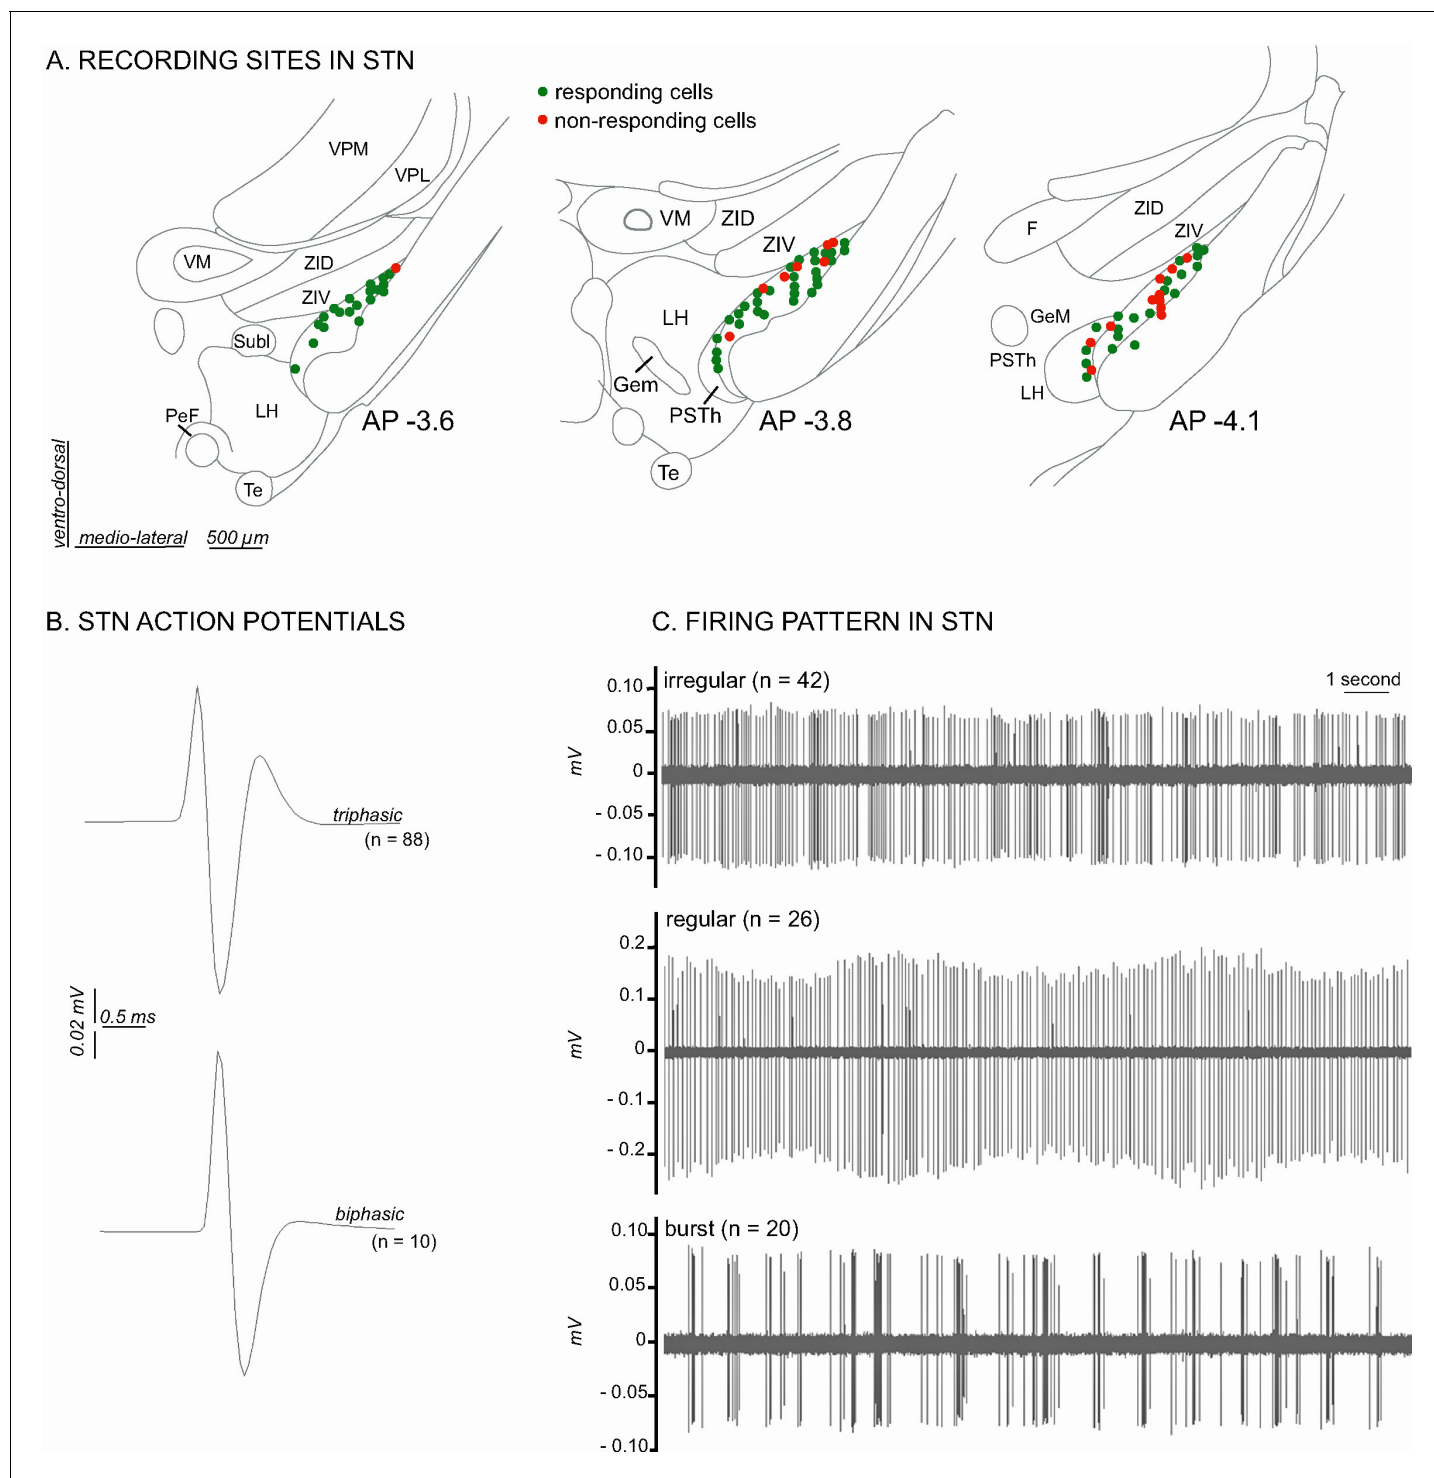 A. RECORDING SITES IN STN
responding cells
non-responding cells
VPM
VPL
VM
ZID
ZIV
Subl
PeF
LH
AP -3.6
Te
VM
ZID
ZIV
LH
Gem
PSTh
AP -3.8
Te
F
ZID
ZIV
GeM
PSTh
LH
AP -4.1
ventro-dorsal
medio-lateral
500 µm
B. STN ACTION POTENTIALS
triphasic
(n = 88)
0.02 mV
0.5 ms
biphasic
(n = 10)
C. FIRING PATTERN IN STN
irregular (n = 42)
1 second
0.10
0.05
0
- 0.05
- 0.10
mV
regular (n = 26)
0.2
0.1
0
- 0.1
- 0.2
mV
burst (n = 20)
0.10
0.05
0
- 0.05
- 0.10
mV